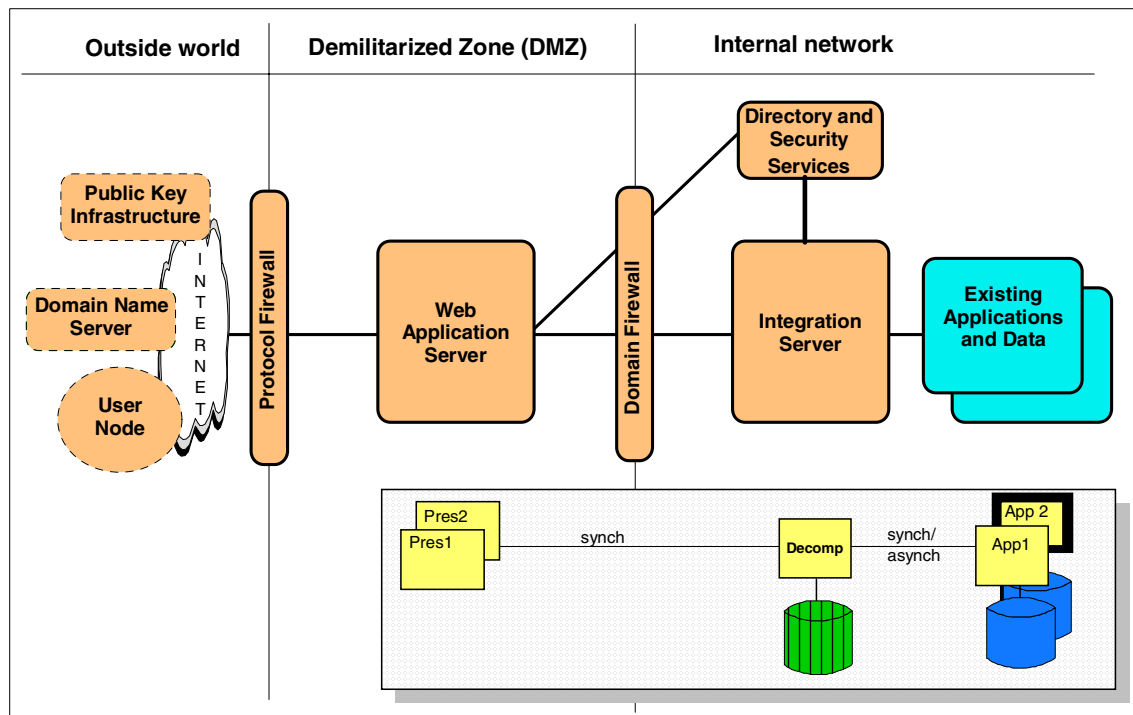 Outside world
Demilitarized Zone (DMZ)
Internal network
Directory and
Security
Services
Public Key
Infrastructure
Domain Name
Server
User
Node
INTERNET
Protocol Firewall
Web
Application
Server
Domain Firewall
Integration
Server
Existing
Applications
and Data
Pres2
Pres1
synch
Decomp
synch/
asynch
App 2
App1